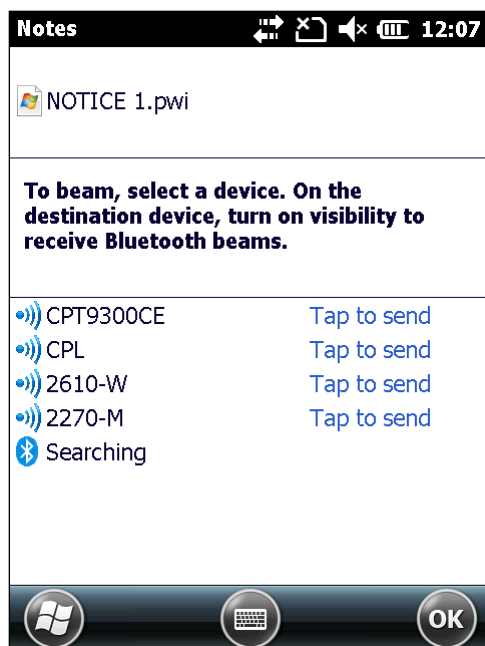 Notes 12:07
NOTICE 1.pwi
To beam, select a device. On the
destination device, turn on visibility to
receive Bluetooth beams.
CPT9300CE Tap to send
CPL Tap to send
2610-W Tap to send
2270-M Tap to send
Searching
OK